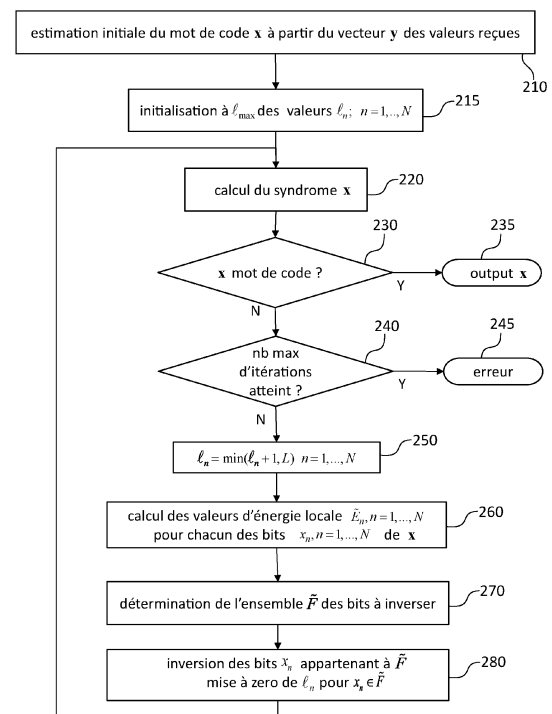 estimation initiale du mot de code x à partir du vecteur y des valeurs reçues
210
initialisation à ℓmax des valeurs ℓn; n=1,..,N
215
calcul du syndrome x
220
230
x mot de code ?
Y
N
235
output x
240
nb max
d'itérations
atteint ?
Y
N
245
erreur
ℓn = min(ℓn+1, L) n=1,...,N
250
calcul des valeurs d'énergie locale Ẽn, n=1,...,N
pour chacun des bits xn, n=1,...,N de x
260
détermination de l'ensemble F̃ des bits à inverser
270
inversion des bits xn appartenant à F̃
mise à zero de ℓn pour xn∈F̃
280